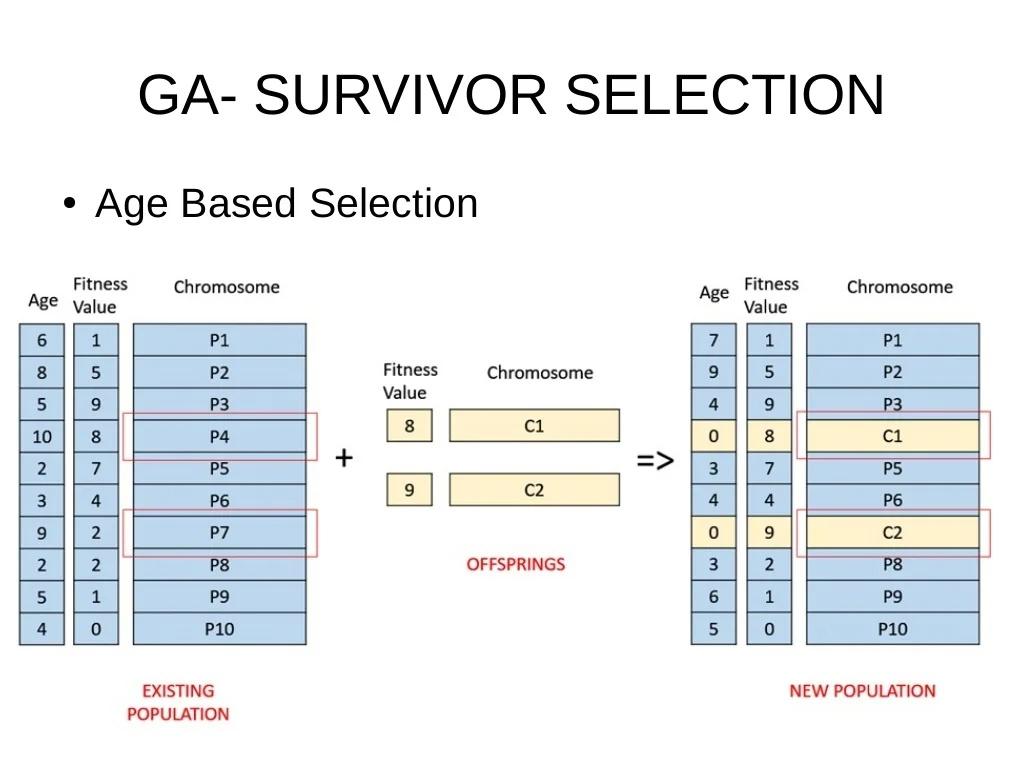 GA- SURVIVOR SELECTION
• Age Based Selection
Age Fitness Value Chromosome
6 1 P1
8 5 P2
5 9 P3
10 8 P4
2 7 P5
3 4 P6
9 2 P7
2 2 P8
5 1 P9
4 0 P10
EXISTING
POPULATION
+
Fitness Value Chromosome
8 C1
9 C2
OFFSPRINGS
=>
Age Fitness Value Chromosome
7 1 P1
9 5 P2
4 9 P3
0 8 C1
3 7 P5
4 4 P6
0 9 C2
3 2 P8
6 1 P9
5 0 P10
NEW POPULATION